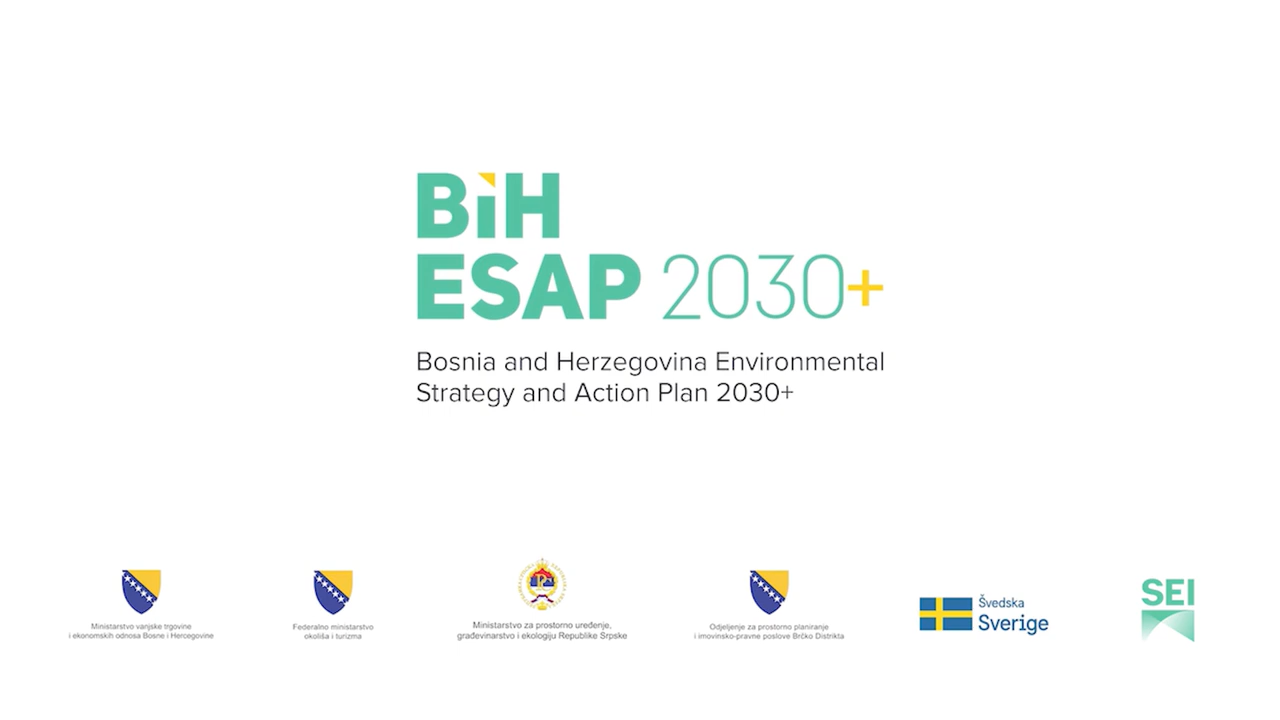 BiH
ESAP 2030+
Bosnia and Herzegovina Environmental
Strategy and Action Plan 2030+
Ministarstvo vanjske trgovine
i ekonomskih odnosa Bosne i Hercegovine
Federalno ministarstvo
okoliša i turizma
Ministarstvo za prostorno uređenje,
građevinarstvo i ekologiju Republike Srpske
Odjeljenje za prostorno planiranje
i imovinsko-pravne poslove Brčko Distrikta
Švedska
Sverige
SEI